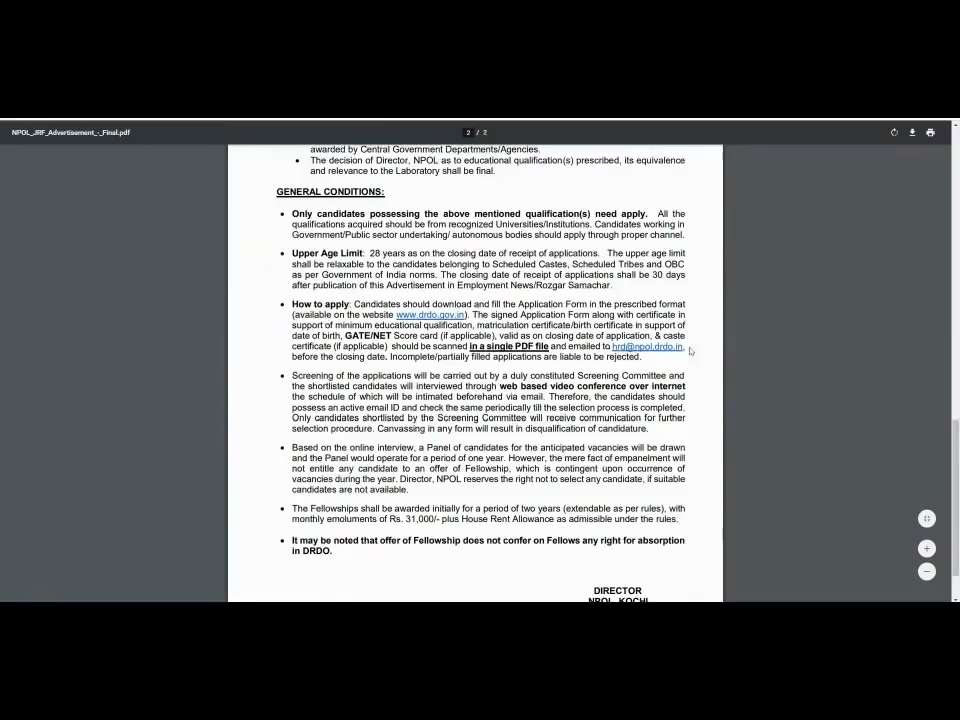 NPOL_JRF_Advertisement_-_Final.pdf
2 / 2
awarded by Central Government Departments/Agencies.
• The decision of Director, NPOL as to educational qualification(s) prescribed, its equivalence
and relevance to the Laboratory shall be final.
GENERAL CONDITIONS:
• Only candidates possessing the above mentioned qualification(s) need apply. All the
qualifications acquired should be from recognized Universities/Institutions. Candidates working in
Government/Public sector undertaking/ autonomous bodies should apply through proper channel.
• Upper Age Limit: 28 years as on the closing date of receipt of applications. The upper age limit
shall be relaxable to the candidates belonging to Scheduled Castes, Scheduled Tribes and OBC
as per Government of India norms. The closing date of receipt of applications shall be 30 days
after publication of this Advertisement in Employment News/Rozgar Samachar.
• How to apply: Candidates should download and fill the Application Form in the prescribed format
(available on the website www.drdo.gov.in). The signed Application Form along with certificate in
support of minimum educational qualification, matriculation certificate/birth certificate in support of
date of birth, GATE/NET Score card (if applicable), valid as on closing date of application, & caste
certificate (if applicable) should be scanned in a single PDF file and emailed to hrd@npol.drdo.in,
before the closing date. Incomplete/partially filled applications are liable to be rejected.
• Screening of the applications will be carried out by a duly constituted Screening Committee and
the shortlisted candidates will interviewed through web based video conference over internet
the schedule of which will be intimated beforehand via email. Therefore, the candidates should
possess an active email ID and check the same periodically till the selection process is completed.
Only candidates shortlisted by the Screening Committee will receive communication for further
selection procedure. Canvassing in any form will result in disqualification of candidature.
• Based on the online interview, a Panel of candidates for the anticipated vacancies will be drawn
and the Panel would operate for a period of one year. However, the mere fact of empanelment will
not entitle any candidate to an offer of Fellowship, which is contingent upon occurrence of
vacancies during the year. Director, NPOL reserves the right not to select any candidate, if suitable
candidates are not available.
• The Fellowships shall be awarded initially for a period of two years (extendable as per rules), with
monthly emoluments of Rs. 31,000/- plus House Rent Allowance as admissible under the rules.
• It may be noted that offer of Fellowship does not confer on Fellows any right for absorption
in DRDO.
DIRECTOR
NPOL, KOCHI